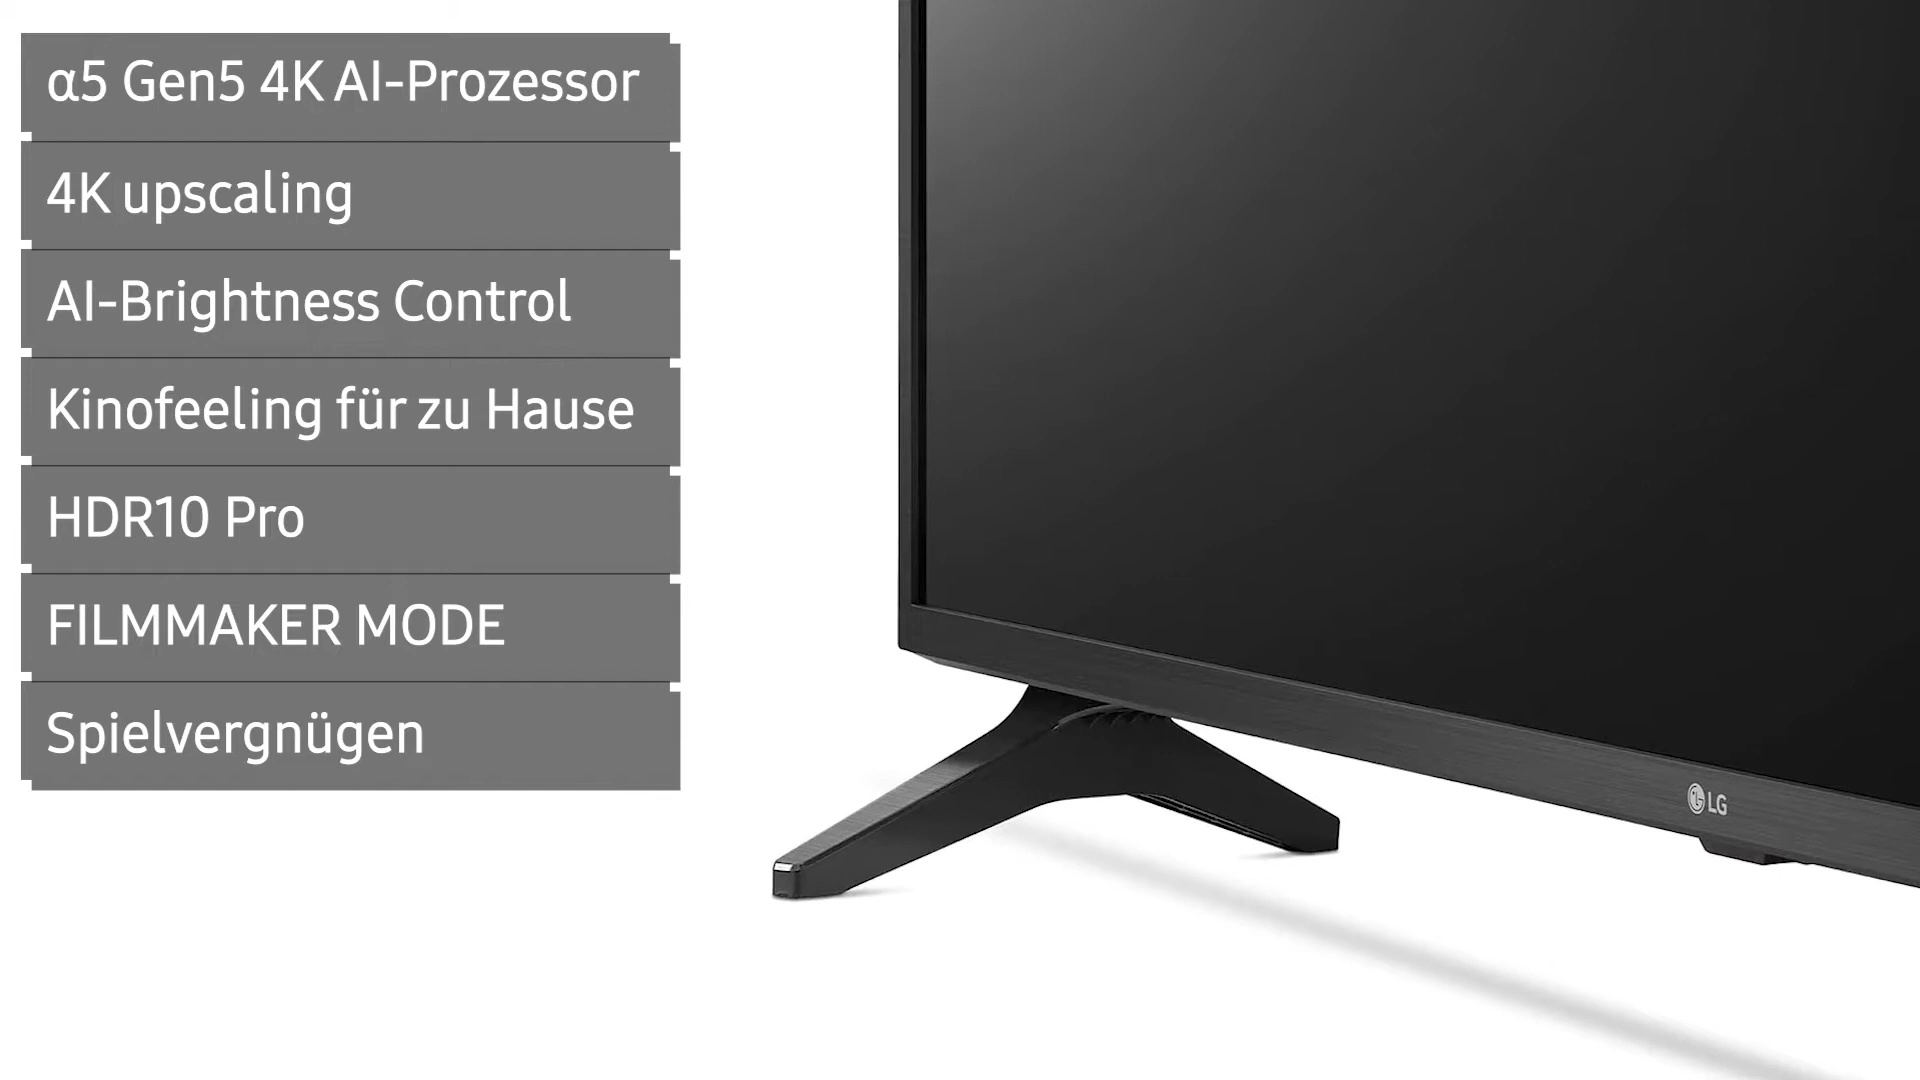 α5 Gen5 4K AI-Prozessor
4K upscaling
AI-Brightness Control
Kinofeeling für zu Hause
HDR10 Pro
FILMMAKER MODE
Spielvergnügen
LG